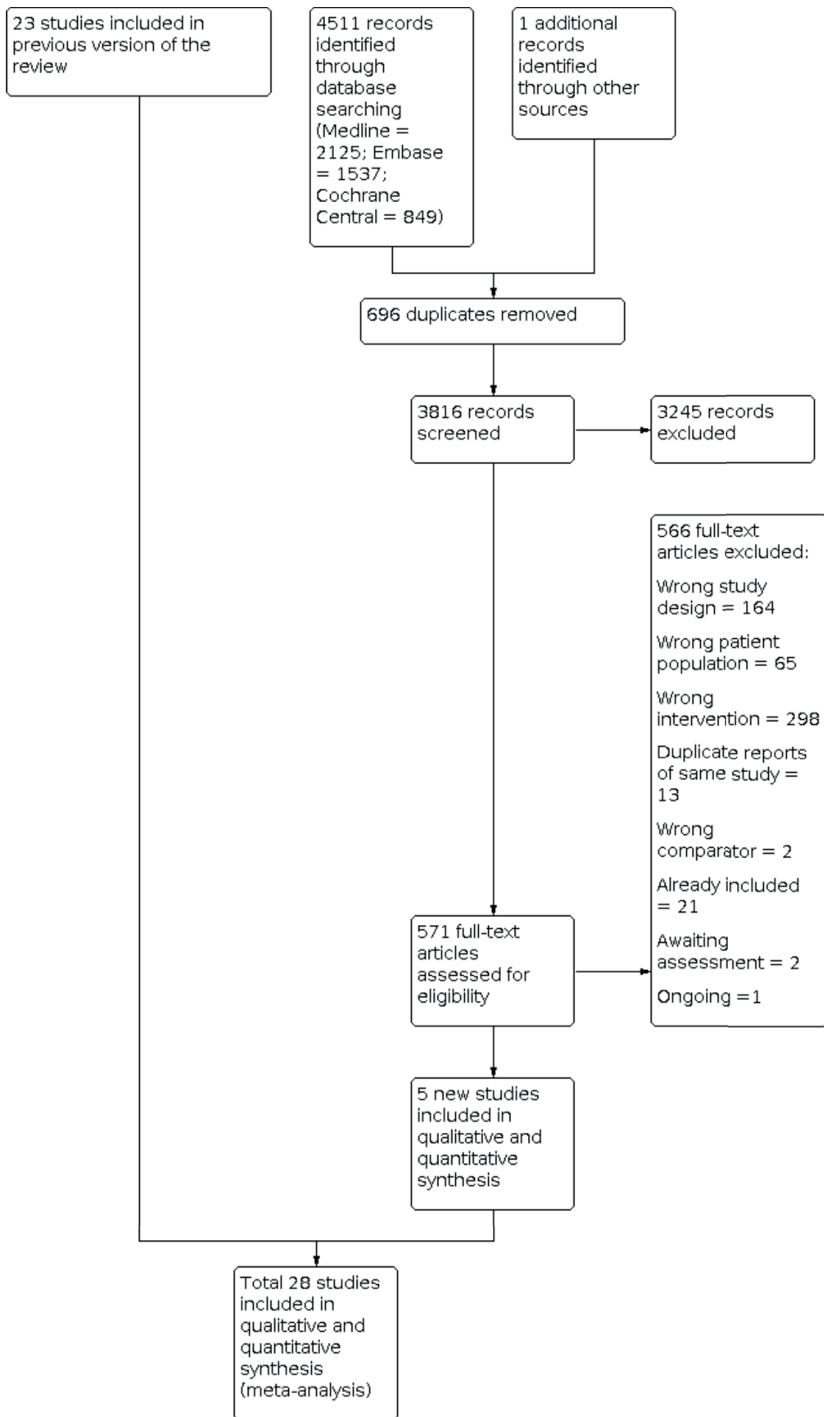 23 studies included in
previous version of the
review
4511 records
identified
through
database
searching
(Medline =
2125; Embase
= 1537;
Cochrane
Central = 849)
1 additional
records
identified
through other
sources
696 duplicates removed
3816 records
screened
3245 records
excluded
566 full-text
articles excluded:
Wrong study
design = 164
Wrong patient
population = 65
Wrong
intervention = 298
Duplicate reports
of same study =
13
Wrong
comparator = 2
Already included
= 21
Awaiting
assessment = 2
Ongoing =1
571 full-text
articles
assessed for
eligibility
5 new studies
included in
qualitative and
quantitative
synthesis
Total 28 studies
included in
qualitative and
quantitative
synthesis
(meta-analysis)